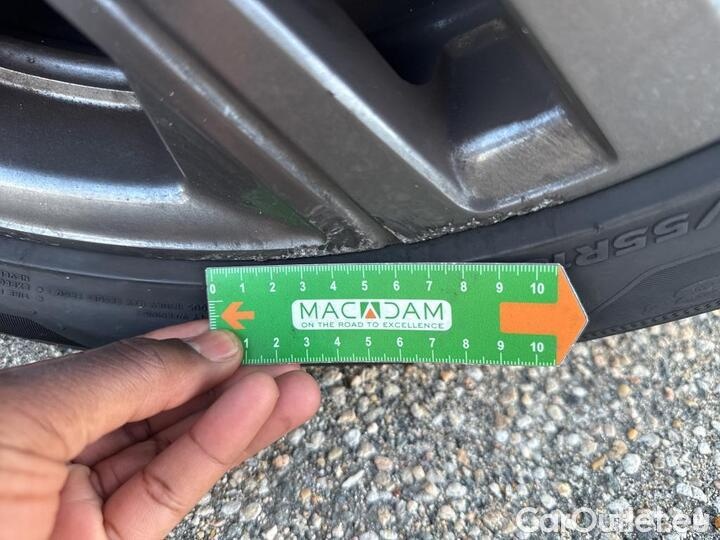 /55R1
0 1 2 3 4 5 6 7 8 9 10
MACADAM
ON THE ROAD TO EXCELLENCE
1 2 3 4 5 6 7 8 9 10
CarOutlet.eu